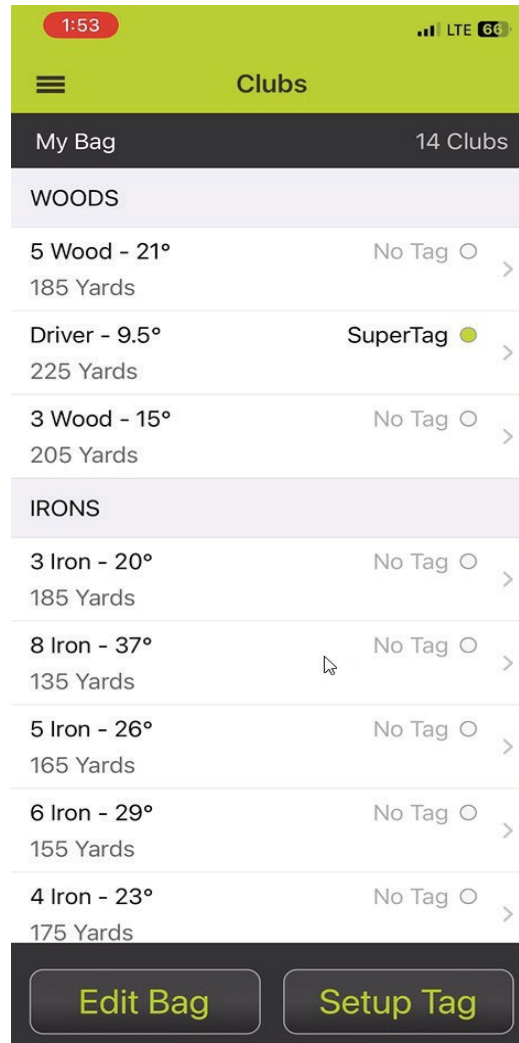 1:53
LTE 66
Clubs
My Bag 14 Clubs
WOODS
5 Wood - 21° No Tag
185 Yards
Driver - 9.5° SuperTag
225 Yards
3 Wood - 15° No Tag
205 Yards
IRONS
3 Iron - 20° No Tag
185 Yards
8 Iron - 37° No Tag
135 Yards
5 Iron - 26° No Tag
165 Yards
6 Iron - 29° No Tag
155 Yards
4 Iron - 23° No Tag
175 Yards
Edit Bag Setup Tag